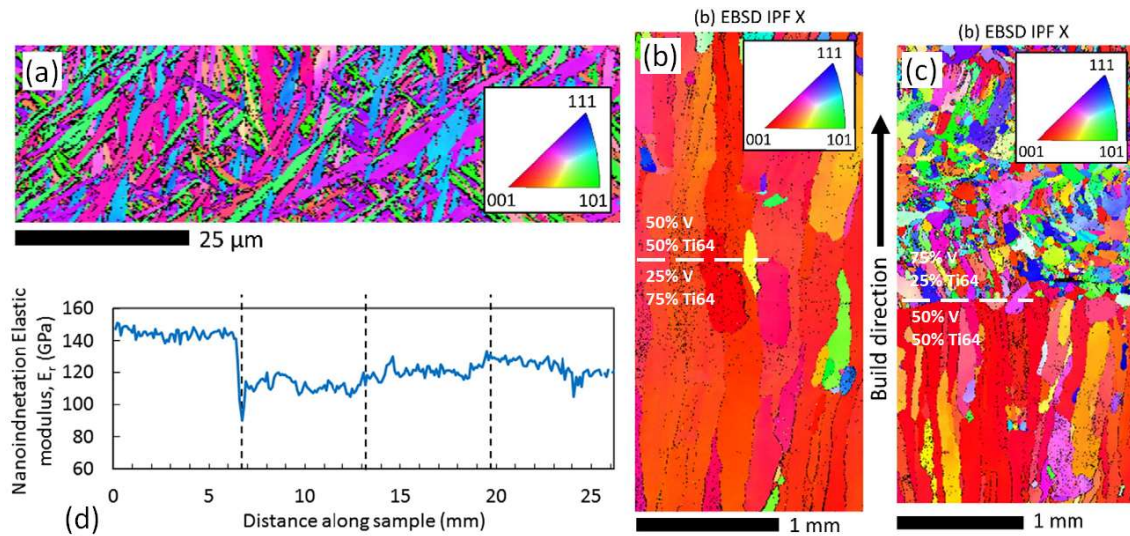 (a)
111
001
101
25 μm
(b) EBSD IPF X
(b)
111
001
101
50% V
50% Ti64
25% V
75% Ti64
1 mm
Build direction
(b) EBSD IPF X
(c)
111
001
101
75% V
25% Ti64
50% V
50% Ti64
1 mm
Nanoindnetation Elastic
modulus, Er (GPa)
160
140
120
100
80
60
0
5
10
15
20
25
Distance along sample (mm)
(d)